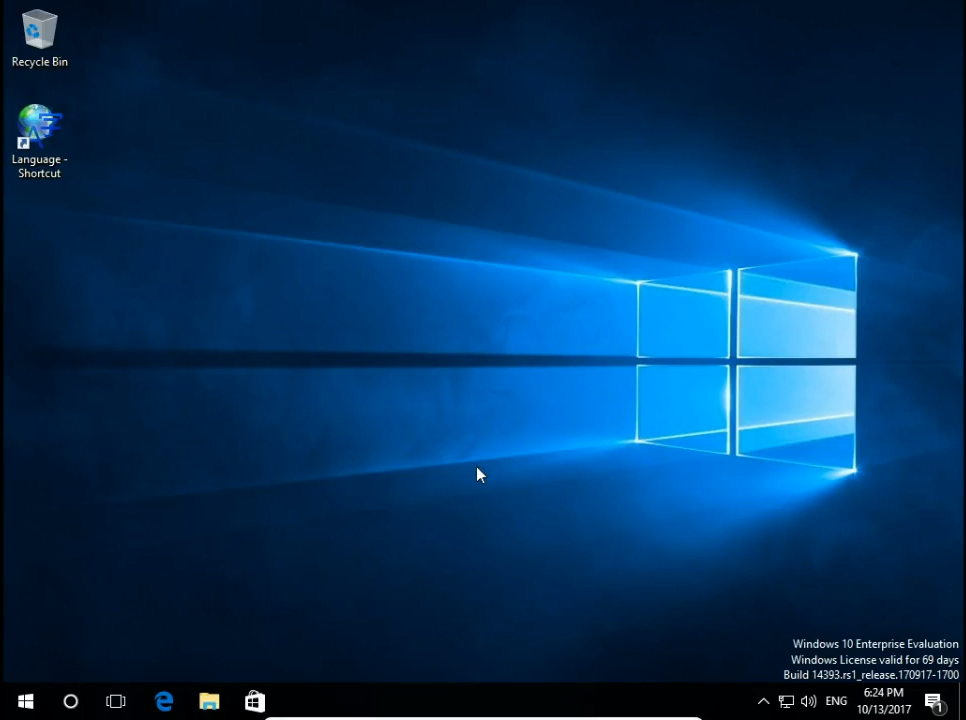 Recycle Bin
Language -
Shortcut
Windows 10 Enterprise Evaluation
Windows License valid for 69 days
Build 14393.rs1_release.170917-1700
ENG
6:24 PM
10/13/2017
1